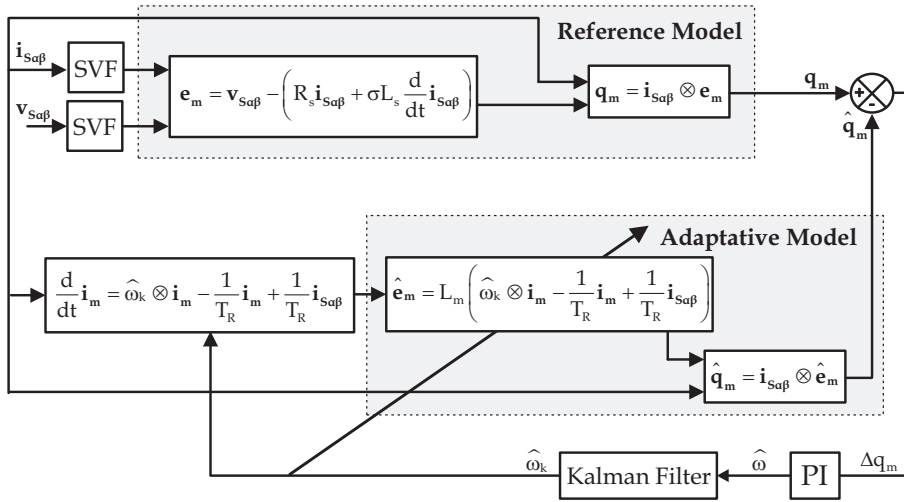 Reference Model
i_Sαβ
SVF
v_Sαβ
SVF
e_m = v_Sαβ − ( R_s i_Sαβ + σL_s d/dt i_Sαβ )
q_m = i_Sαβ ⊗ e_m
q_m
+
-
q̂_m
Adaptative Model
d/dt i_m = ω̂_k ⊗ i_m − 1/T_R i_m + 1/T_R i_Sαβ
ê_m = L_m ( ω̂_k ⊗ i_m − 1/T_R i_m + 1/T_R i_Sαβ )
q̂_m = i_Sαβ ⊗ ê_m
ω̂_k
Kalman Filter
ω̂
PI
Δq_m